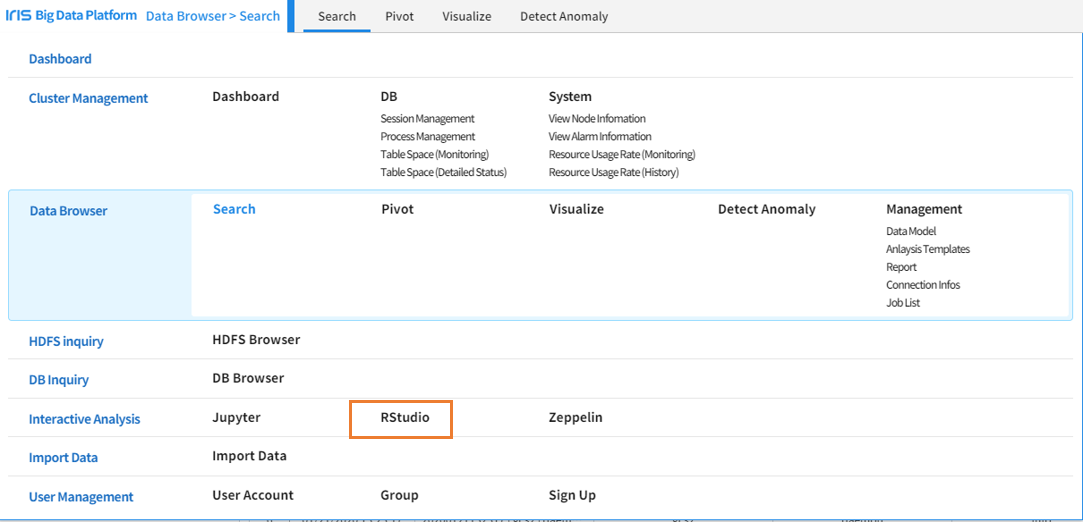 IRIS Big Data Platform Data Browser > Search Search Pivot Visualize Detect Anomaly
Dashboard
Cluster Management Dashboard DB System
Session Management View Node Infomation
Process Management View Alarm Information
Table Space (Monitoring) Resource Usage Rate (Monitoring)
Table Space (Detailed Status) Resource Usage Rate (History)
Data Browser Search Pivot Visualize Detect Anomaly Management
Data Model
Anlaysis Templates
Report
Connection Infos
Job List
HDFS inquiry HDFS Browser
DB Inquiry DB Browser
Interactive Analysis Jupyter RStudio Zeppelin
Import Data Import Data
User Management User Account Group Sign Up